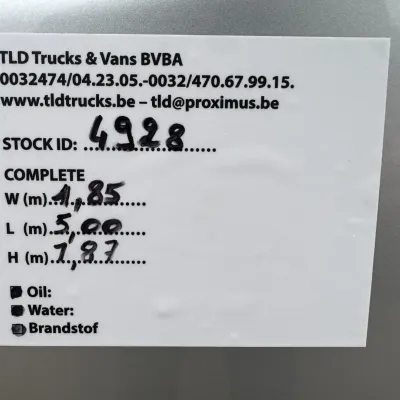 TLD Trucks & Vans BVBA
0032474/04.23.05.-0032/470.67.99.15.
www.tldtrucks.be – tld@proximus.be
STOCK ID: 4928
COMPLETE
W (m) 1,85
L (m) 5,00
H (m) 1,87
Oil:
Water:
Brandstof